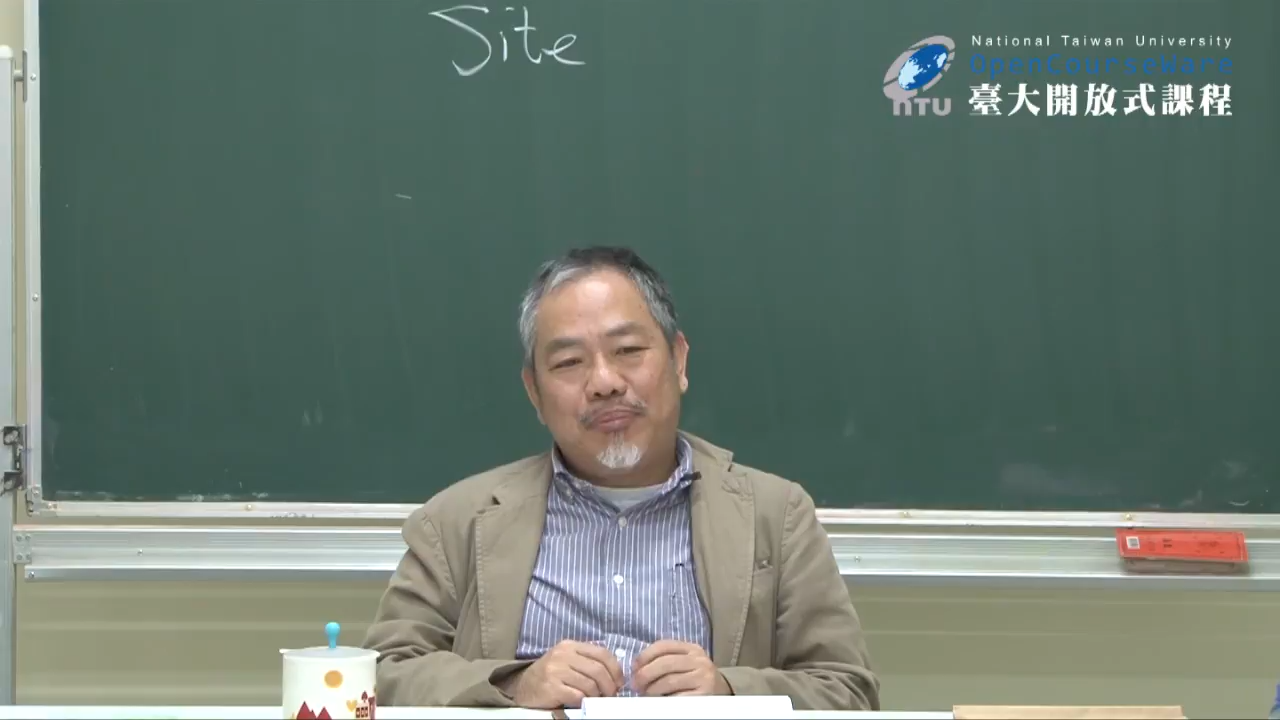 Site
National Taiwan University
OpenCourseWare
NTU
臺大開放式課程